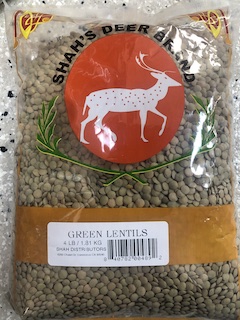 SHAH'S DEER BRAND
GREEN LENTILS
4 LB / 1.81 KG
SHAH DISTRIBUTORS